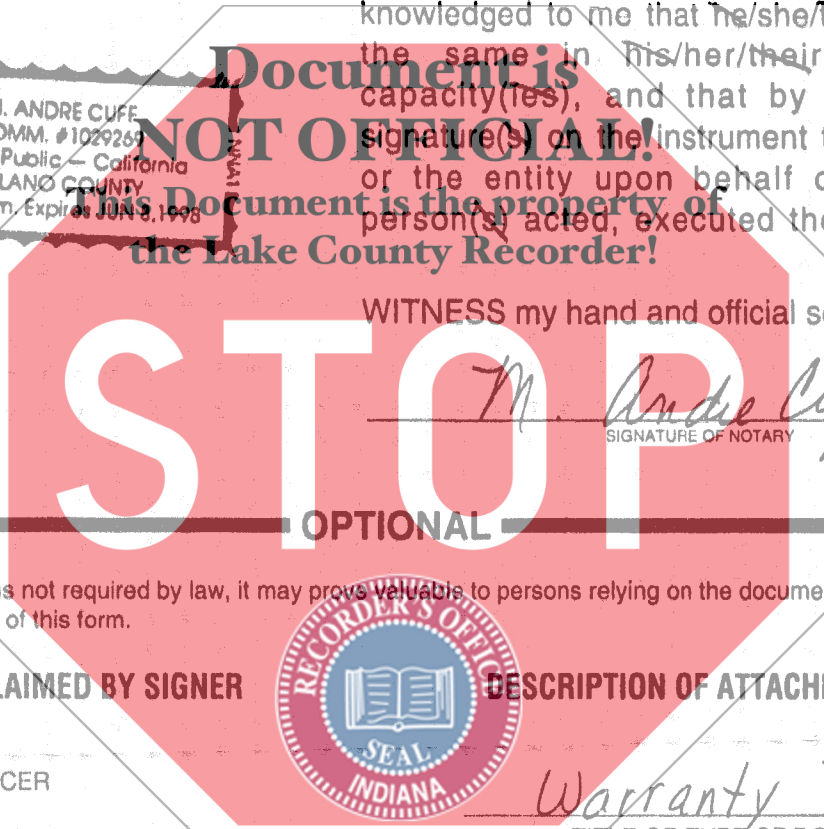 knowledged to me that he/she/
the same in his/her/their
capacity(ies), and that by
signature(s) on the instrument
or the entity upon behalf
person(s) acted, executed the
Document is
NOT OFFICIAL!
This Document is the property of
the Lake County Recorder!
. ANDRE CUFF
OMM. #1029269
Public — California
LANO COUNTY
m. Expires JUN 8, 1998
WITNESS my hand and official
STOP
M. Andre
SIGNATURE OF NOTARY
OPTIONAL
s not required by law, it may prove valuable to persons relying on the docume
of this form.
RECORDER'S OFFICE
SEAL
INDIANA
LAIMED BY SIGNER
DESCRIPTION OF ATTACH
CER
Warranty